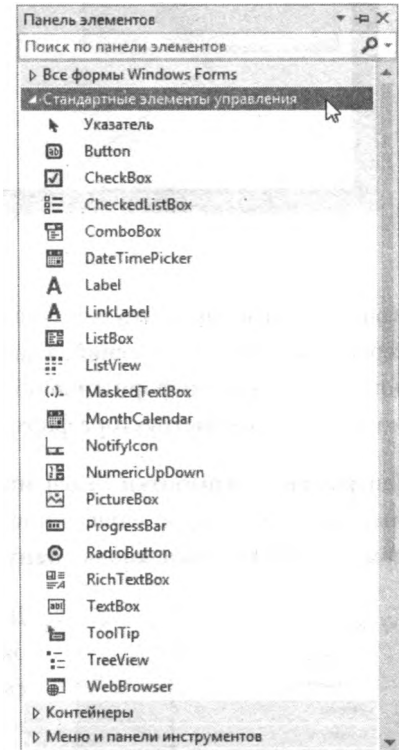 Панель элементов
Поиск по панели элементов
Все формы Windows Forms
Стандартные элементы управления
Указатель
Button
CheckBox
CheckedListBox
ComboBox
DateTimePicker
Label
LinkLabel
ListBox
ListView
MaskedTextBox
MonthCalendar
NotifyIcon
NumericUpDown
PictureBox
ProgressBar
RadioButton
RichTextBox
TextBox
ToolTip
TreeView
WebBrowser
Контейнеры
Меню и панели инструментов